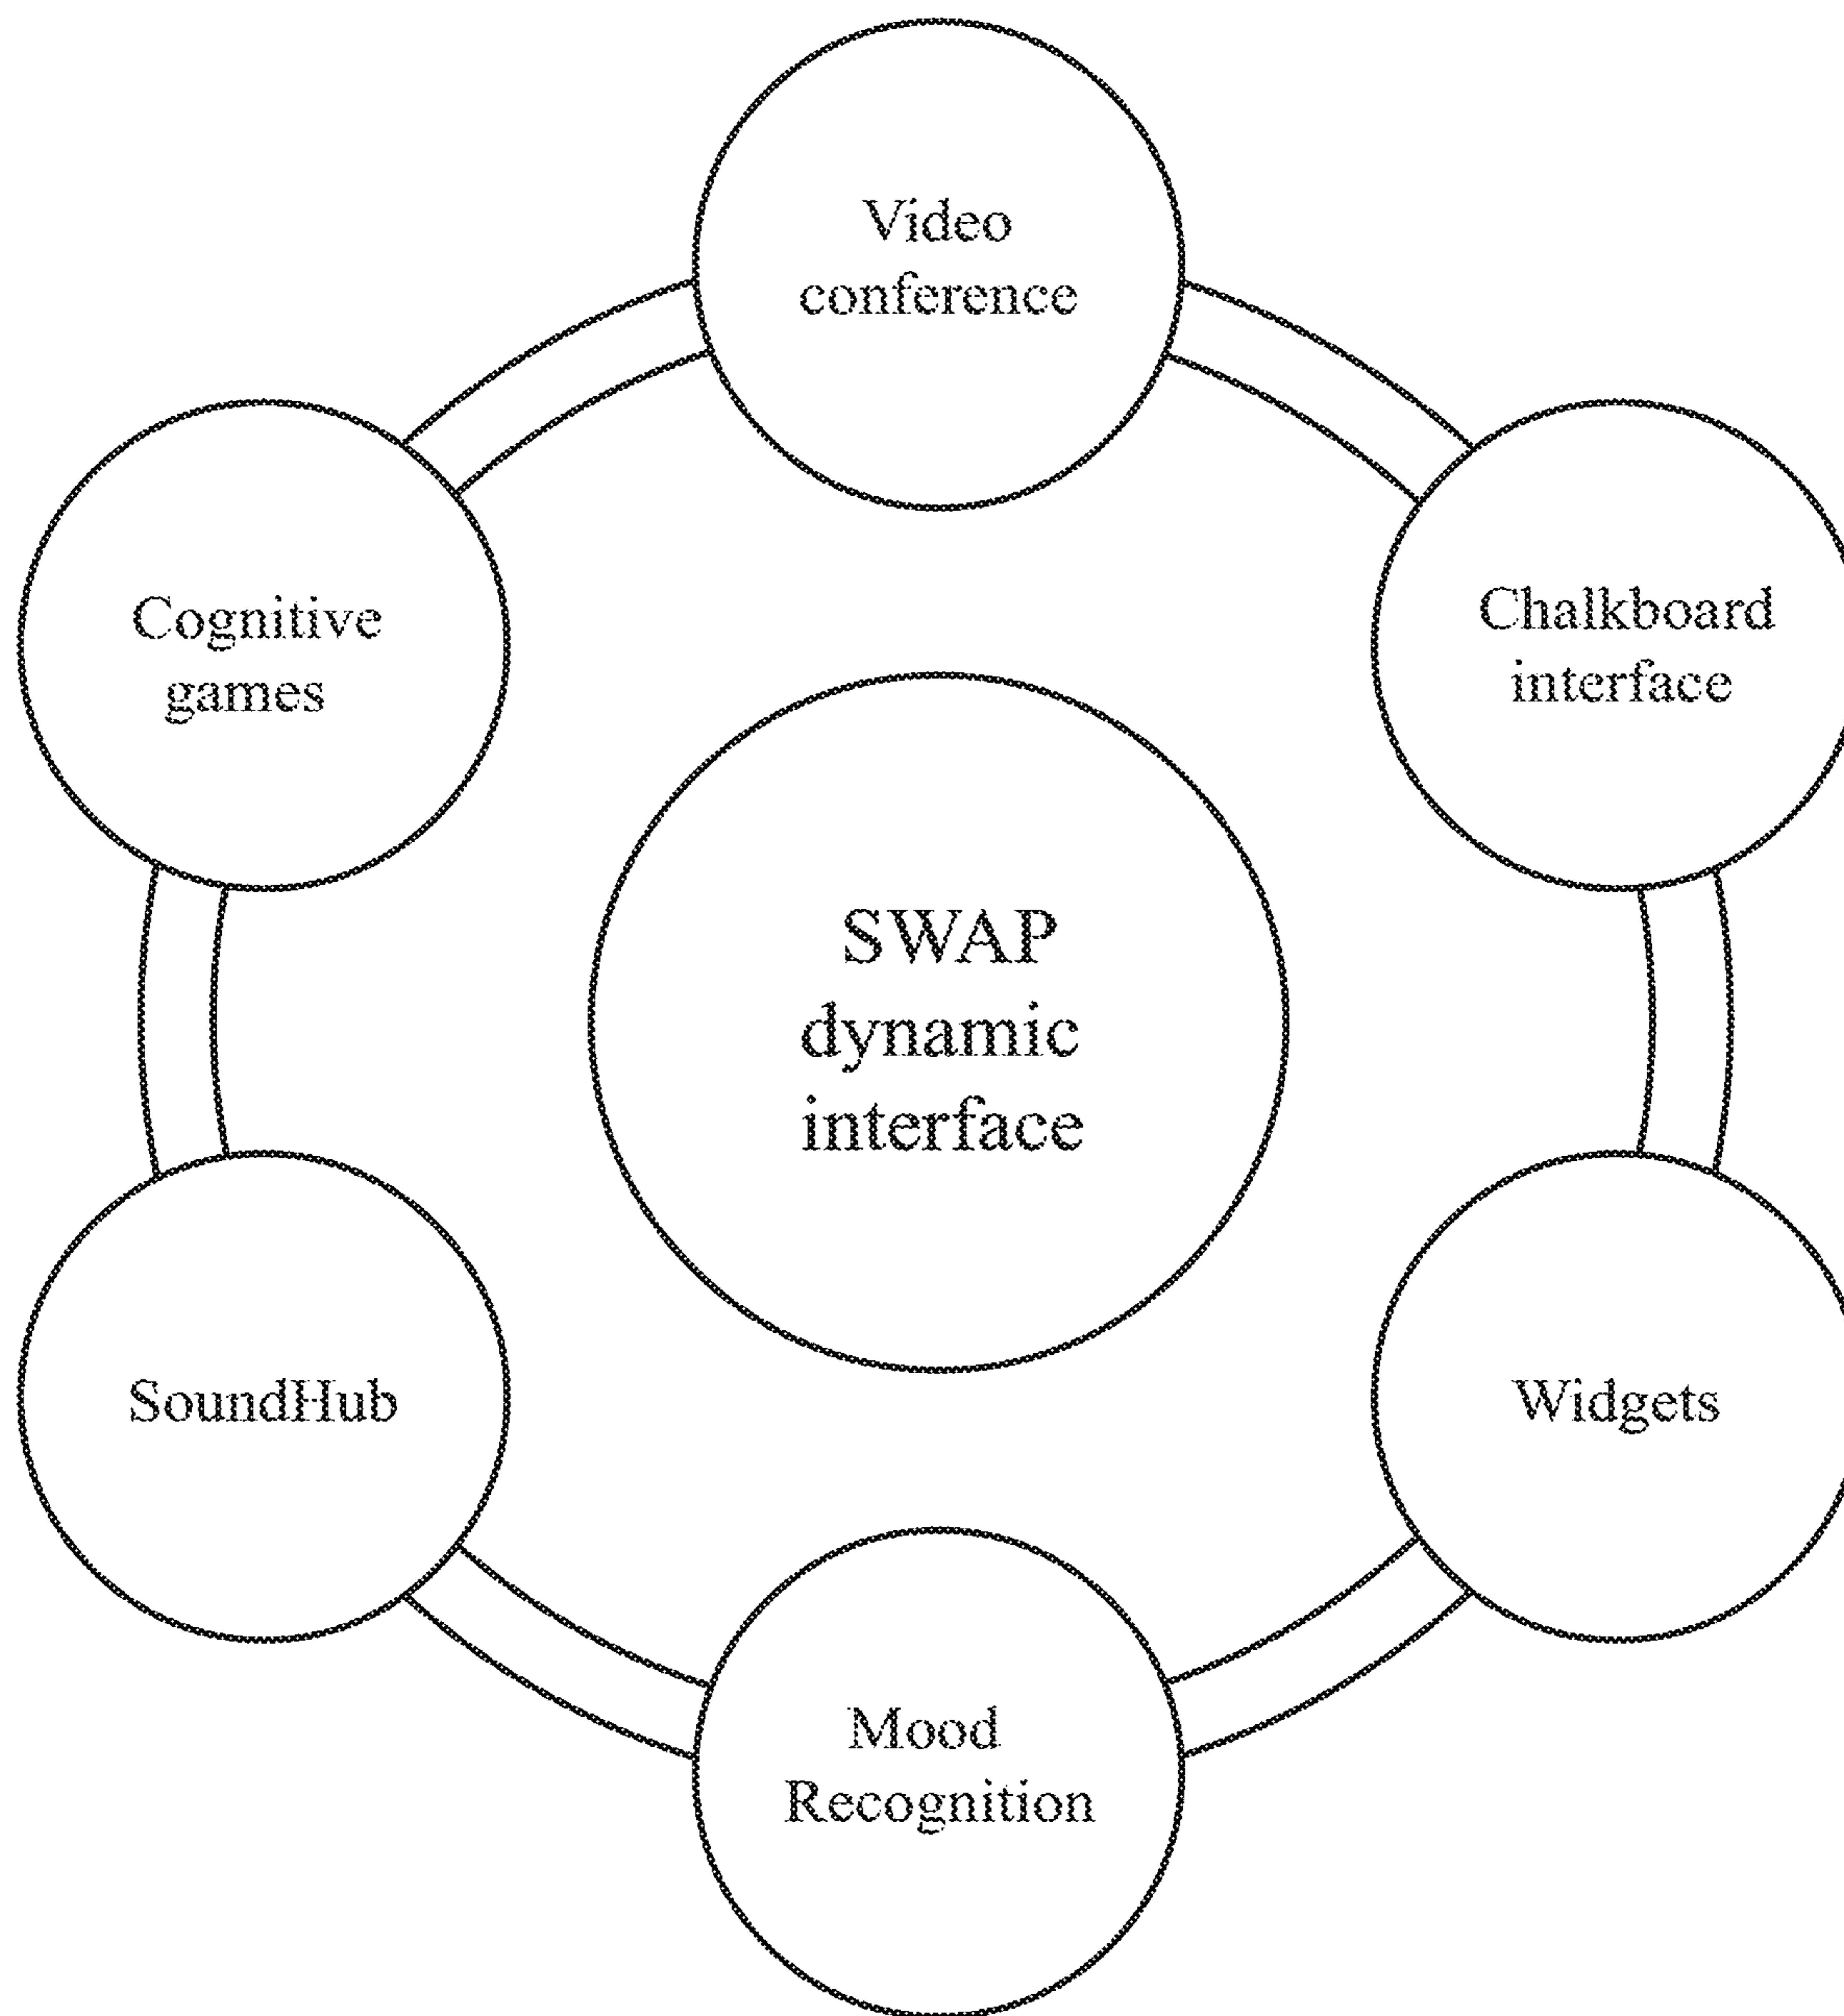 Video
conference
Cognitive
games
Chalkboard
interface
SWAP
dynamic
interface
SoundHub
Widgets
Mood
Recognition